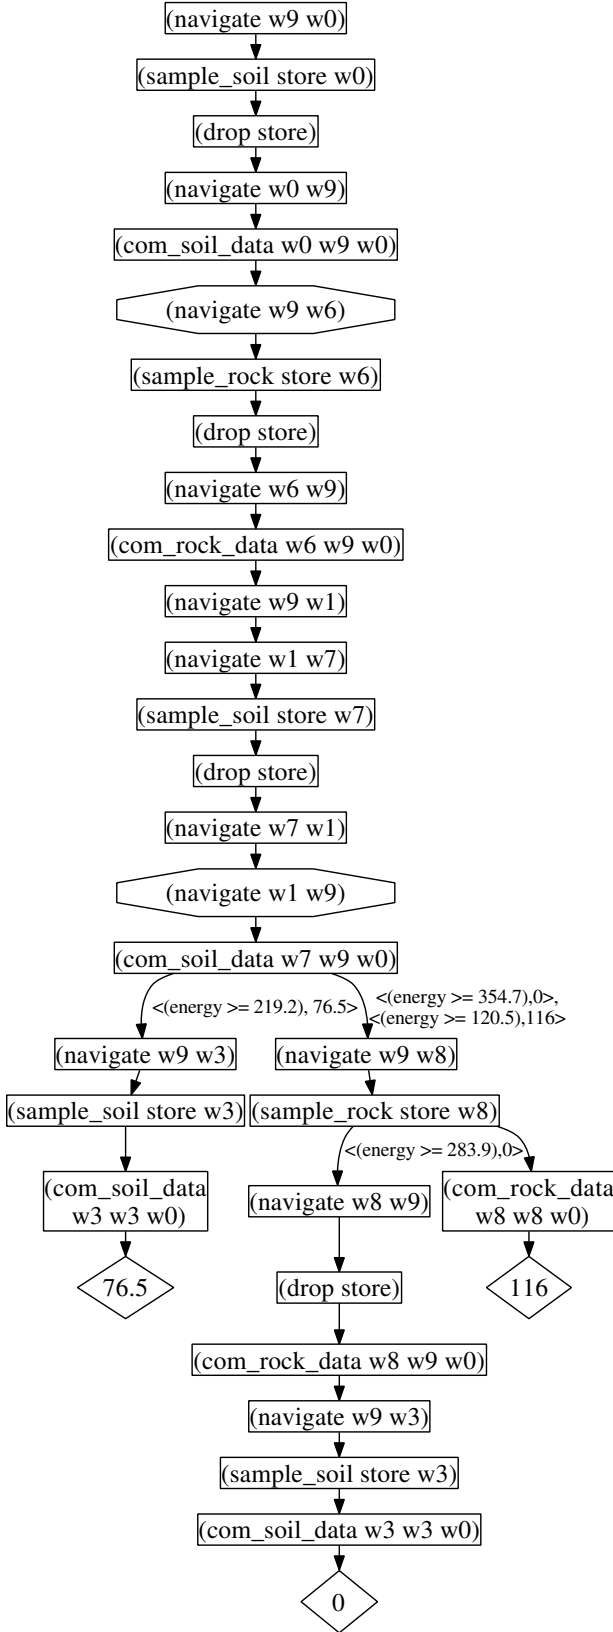 (navigate w9 w0)
(sample_soil store w0)
(drop store)
(navigate w0 w9)
(com_soil_data w0 w9 w0)
(navigate w9 w6)
(sample_rock store w6)
(drop store)
(navigate w6 w9)
(com_rock_data w6 w9 w0)
(navigate w9 w1)
(navigate w1 w7)
(sample_soil store w7)
(drop store)
(navigate w7 w1)
(navigate w1 w9)
(com_soil_data w7 w9 w0)
<(energy >= 219.2), 76.5>
<(energy >= 354.7),0>,
<(energy >= 120.5),116>
(navigate w9 w3)
(navigate w9 w8)
(sample_soil store w3)
(sample_rock store w8)
<(energy >= 283.9),0>
(com_soil_data
w3 w3 w0)
(navigate w8 w9)
(com_rock_data
w8 w8 w0)
76.5
(drop store)
116
(com_rock_data w8 w9 w0)
(navigate w9 w3)
(sample_soil store w3)
(com_soil_data w3 w3 w0)
0